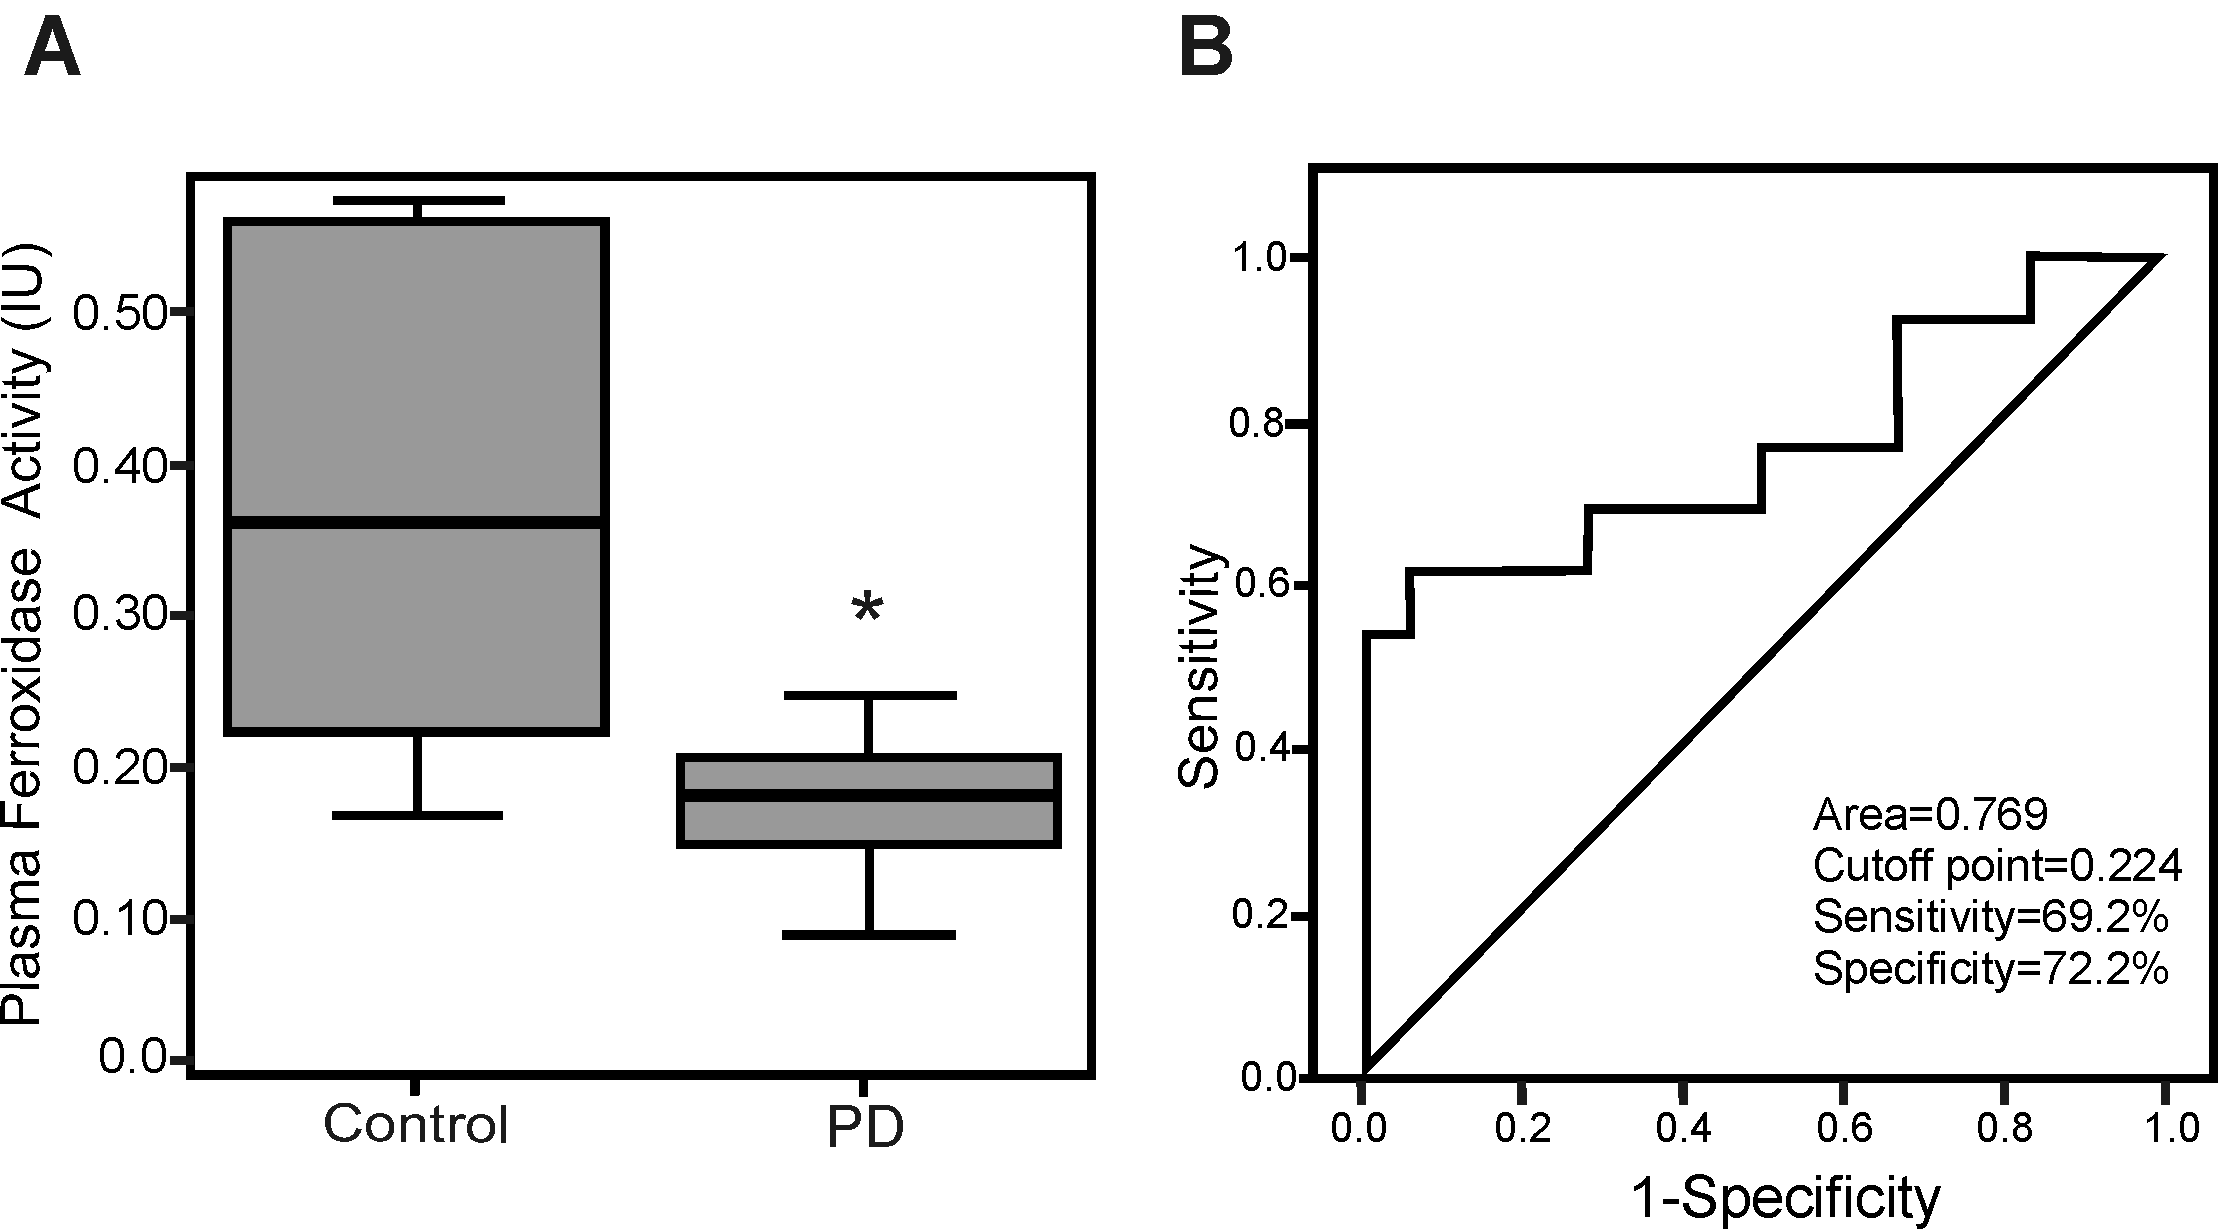 A
Plasma Ferroxidase Activity (IU)
0.50
0.40
0.30
0.20
0.10
0.0
*
Control
PD
B
Sensitivity
1.0
0.8
0.6
0.4
0.2
0.0
Area=0.769
Cutoff point=0.224
Sensitivity=69.2%
Specificity=72.2%
0.0 0.2 0.4 0.6 0.8 1.0
1-Specificity